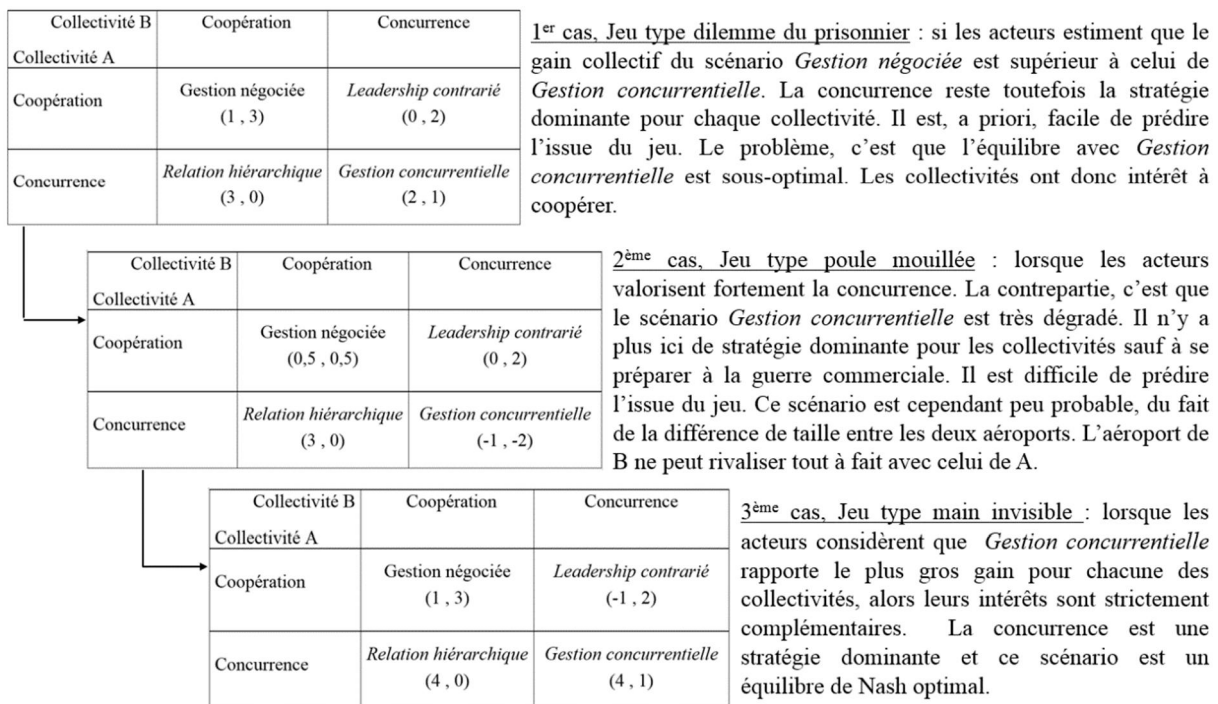 Collectivité B
Collectivité A
Coopération
Concurrence
Coopération
Gestion négociée
(1 , 3)
Leadership contrarié
(0 , 2)
Concurrence
Relation hiérarchique
(3 , 0)
Gestion concurrentielle
(2 , 1)
1er cas, Jeu type dilemme du prisonnier : si les acteurs estiment que le
gain collectif du scénario Gestion négociée est supérieur à celui de
Gestion concurrentielle. La concurrence reste toutefois la stratégie
dominante pour chaque collectivité. Il est, a priori, facile de prédire
l’issue du jeu. Le problème, c’est que l’équilibre avec Gestion
concurrentielle est sous-optimal. Les collectivités ont donc intérêt à
coopérer.
Collectivité B
Collectivité A
Coopération
Concurrence
Coopération
Gestion négociée
(0,5 , 0,5)
Leadership contrarié
(0 , 2)
Concurrence
Relation hiérarchique
(3 , 0)
Gestion concurrentielle
(-1 , -2)
2ème cas, Jeu type poule mouillée : lorsque les acteurs
valorisent fortement la concurrence. La contrepartie, c’est que
le scénario Gestion concurrentielle est très dégradé. Il n’y a
plus ici de stratégie dominante pour les collectivités sauf à se
préparer à la guerre commerciale. Il est difficile de prédire
l’issue du jeu. Ce scénario est cependant peu probable, du fait
de la différence de taille entre les deux aéroports. L’aéroport de
B ne peut rivaliser tout à fait avec celui de A.
Collectivité B
Collectivité A
Coopération
Concurrence
Coopération
Gestion négociée
(1 , 3)
Leadership contrarié
(-1 , 2)
Concurrence
Relation hiérarchique
(4 , 0)
Gestion concurrentielle
(4 , 1)
3ème cas, Jeu type main invisible : lorsque les
acteurs considèrent que Gestion concurrentielle
rapporte le plus gros gain pour chacune des
collectivités, alors leurs intérêts sont strictement
complémentaires. La concurrence est une
stratégie dominante et ce scénario est un
équilibre de Nash optimal.